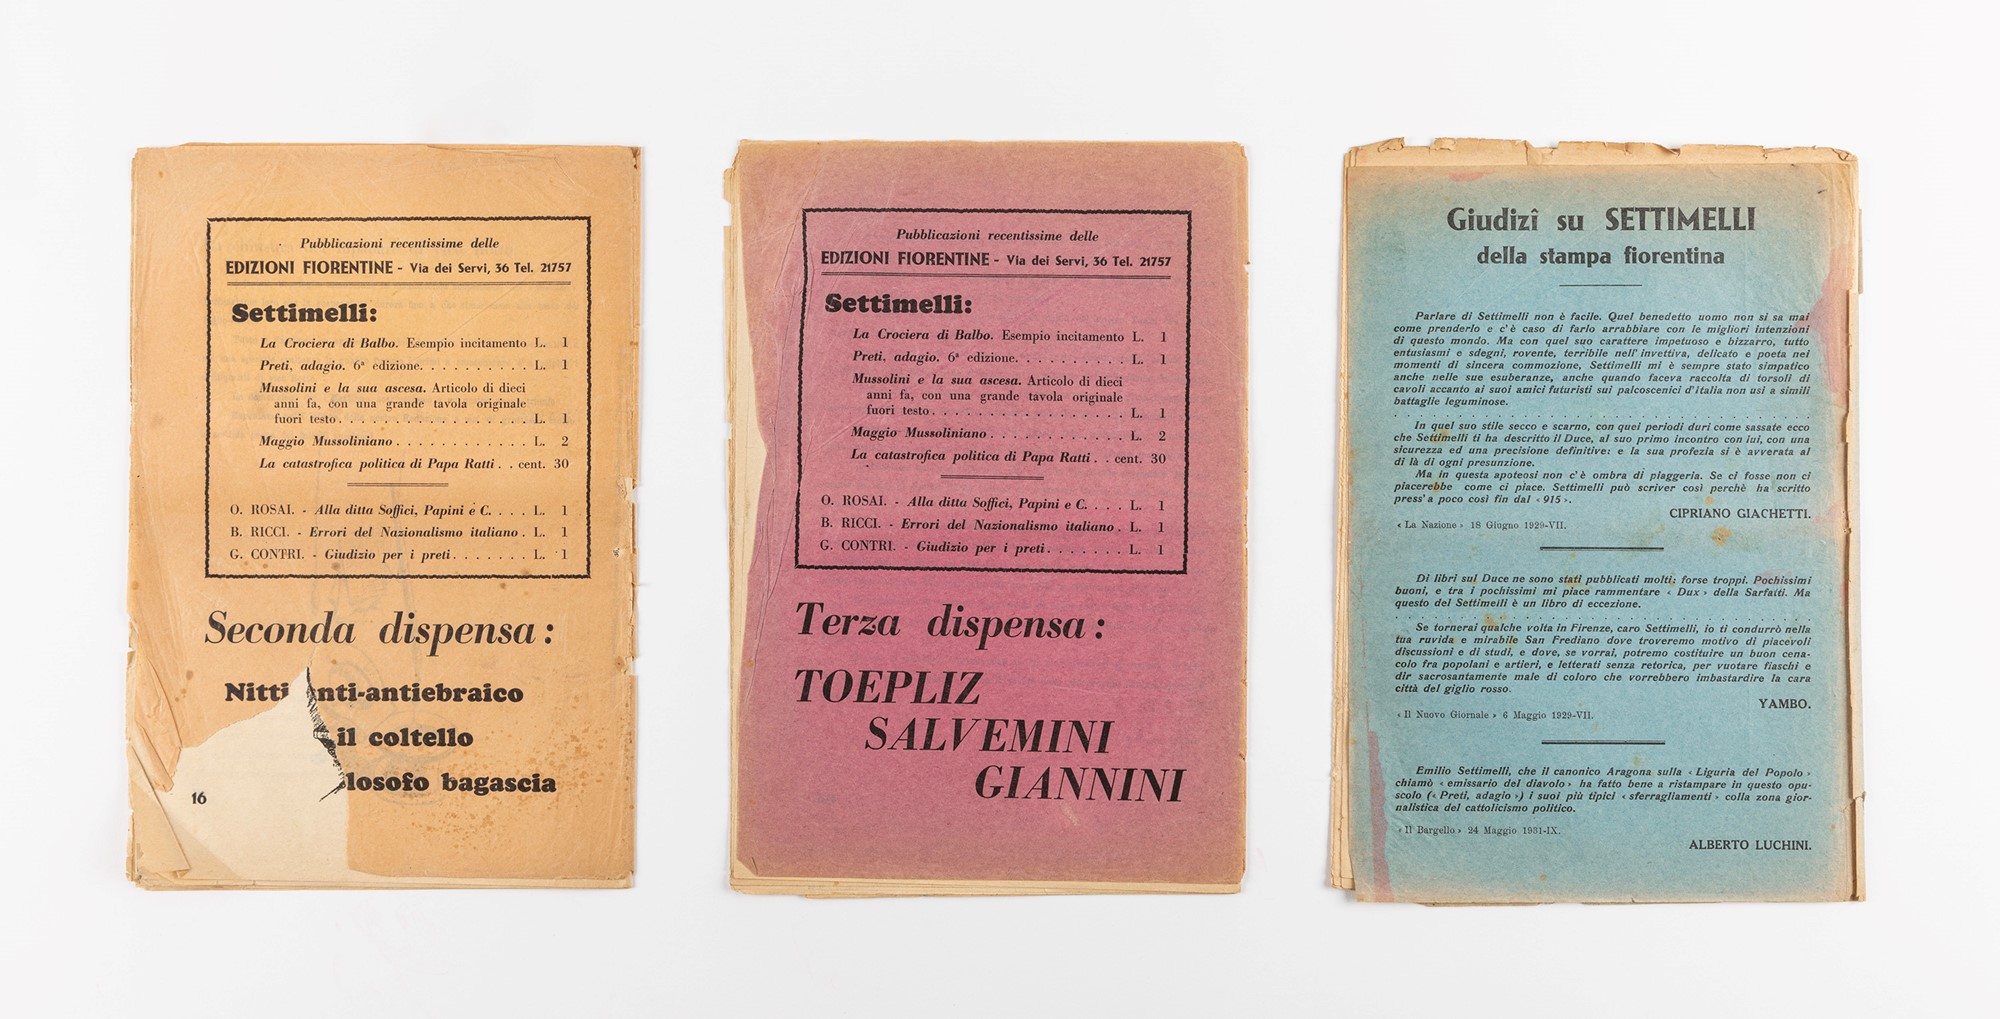 Pubblicazioni recentissime delle
EDIZIONI FIORENTINE - Via dei Servi, 36 Tel. 21757
Settimelli:
La Crociera di Balbo. Esempio incitamento L. 1
Preti, adagio. 6ª edizione. . . . . . . . . . L. 1
Mussolini e la sua ascesa. Articolo di dieci
anni fa, con una grande tavola originale
fuori testo . . . . . . . . . . . . . . . . . L. 1
Maggio Mussoliniano . . . . . . . . . . . . L. 2
La catastrofica politica di Papa Ratti . . cent. 30
O. ROSAI. - Alla ditta Soffici, Papini e C. . . . L. 1
B. RICCI. - Errori del Nazionalismo italiano . L. 1
G. CONTRI. - Giudizio per i preti . . . . . . . L. 1
Seconda dispensa :
Nitti anti-antiebraico
il coltello
losofo bagascia
16
Pubblicazioni recentissime delle
EDIZIONI FIORENTINE - Via dei Servi, 36 Tel. 21757
Settimelli:
La Crociera di Balbo. Esempio incitamento L. 1
Preti, adagio. 6ª edizione. . . . . . . . . . L. 1
Mussolini e la sua ascesa. Articolo di dieci
anni fa, con una grande tavola originale
fuori testo . . . . . . . . . . . . . . . . . L. 1
Maggio Mussoliniano . . . . . . . . . . . . L. 2
La catastrofica politica di Papa Ratti . . cent. 30
O. ROSAI. - Alla ditta Soffici, Papini e C. . . . L. 1
B. RICCI. - Errori del Nazionalismo italiano . L. 1
G. CONTRI. - Giudizio per i preti . . . . . . . L. 1
Terza dispensa :
TOEPLIZ
SALVEMINI
GIANNINI
Giudizî su SETTIMELLI
della stampa fiorentina
Parlare di Settimelli non è facile. Quel benedetto uomo non si sa mai
come prenderlo e c'è caso di farlo arrabbiare con le migliori intenzioni
di questo mondo. Ma con quel suo carattere impetuoso e bizzarro, tutto
entusiasmi e sdegni, rovente, terribile nell'invettiva, delicato e poeta nei
momenti di sincera commozione, Settimelli mi è sempre stato simpatico
anche nelle sue esuberanze, anche quando faceva raccolta di torsoli di
cavoli accanto ai suoi amici futuristi sui palcoscenici d'Italia non usi a simili
battaglie leguminose.
In quel suo stile secco e scarno, con quei periodi duri come sassate ecco
che Settimelli ti ha descritto il Duce, al suo primo incontro con lui, con una
sicurezza ed una precisione definitive: e la sua profezia si è avverata al
di là di ogni presunzione.
Ma in questa apoteosi non c'è ombra di piaggeria. Se ci fosse non ci
piacerebbe come ci piace. Settimelli può scriver così perchè ha scritto
press'a poco così fin dal « 915 ».
CIPRIANO GIACHETTI.
« La Nazione » 18 Giugno 1929-VII.
Di libri sul Duce ne sono stati pubblicati molti: forse troppi. Pochissimi
buoni, e tra i pochissimi mi piace rammentare « Dux » della Sarfatti. Ma
questo del Settimelli è un libro di eccezione.
Se tornerai qualche volta in Firenze, caro Settimelli, io ti condurrò nella
tua ruvida e mirabile San Frediano dove troveremo motivo di piacevoli
discussioni e di studi, e dove, se vorrai, potremo costituire un buon cena-
colo fra popolani e artieri, e letterati senza retorica, per vuotare fiaschi e
dir sacrosantamente male di coloro che vorrebbero imbastardire la cara
città del giglio rosso.
YAMBO.
« Il Nuovo Giornale » 6 Maggio 1929-VII.
Emilio Settimelli, che il canonico Aragona sulla « Liguria del Popolo »
chiamò « emissario del diavolo » ha fatto bene a ristampare in questo opu-
scolo (« Preti, adagio ») i suoi più tipici « sferragliamenti » colla zona gior-
nalistica del cattolicismo politico.
« Il Bargello » 24 Maggio 1931-IX.
ALBERTO LUCHINI.